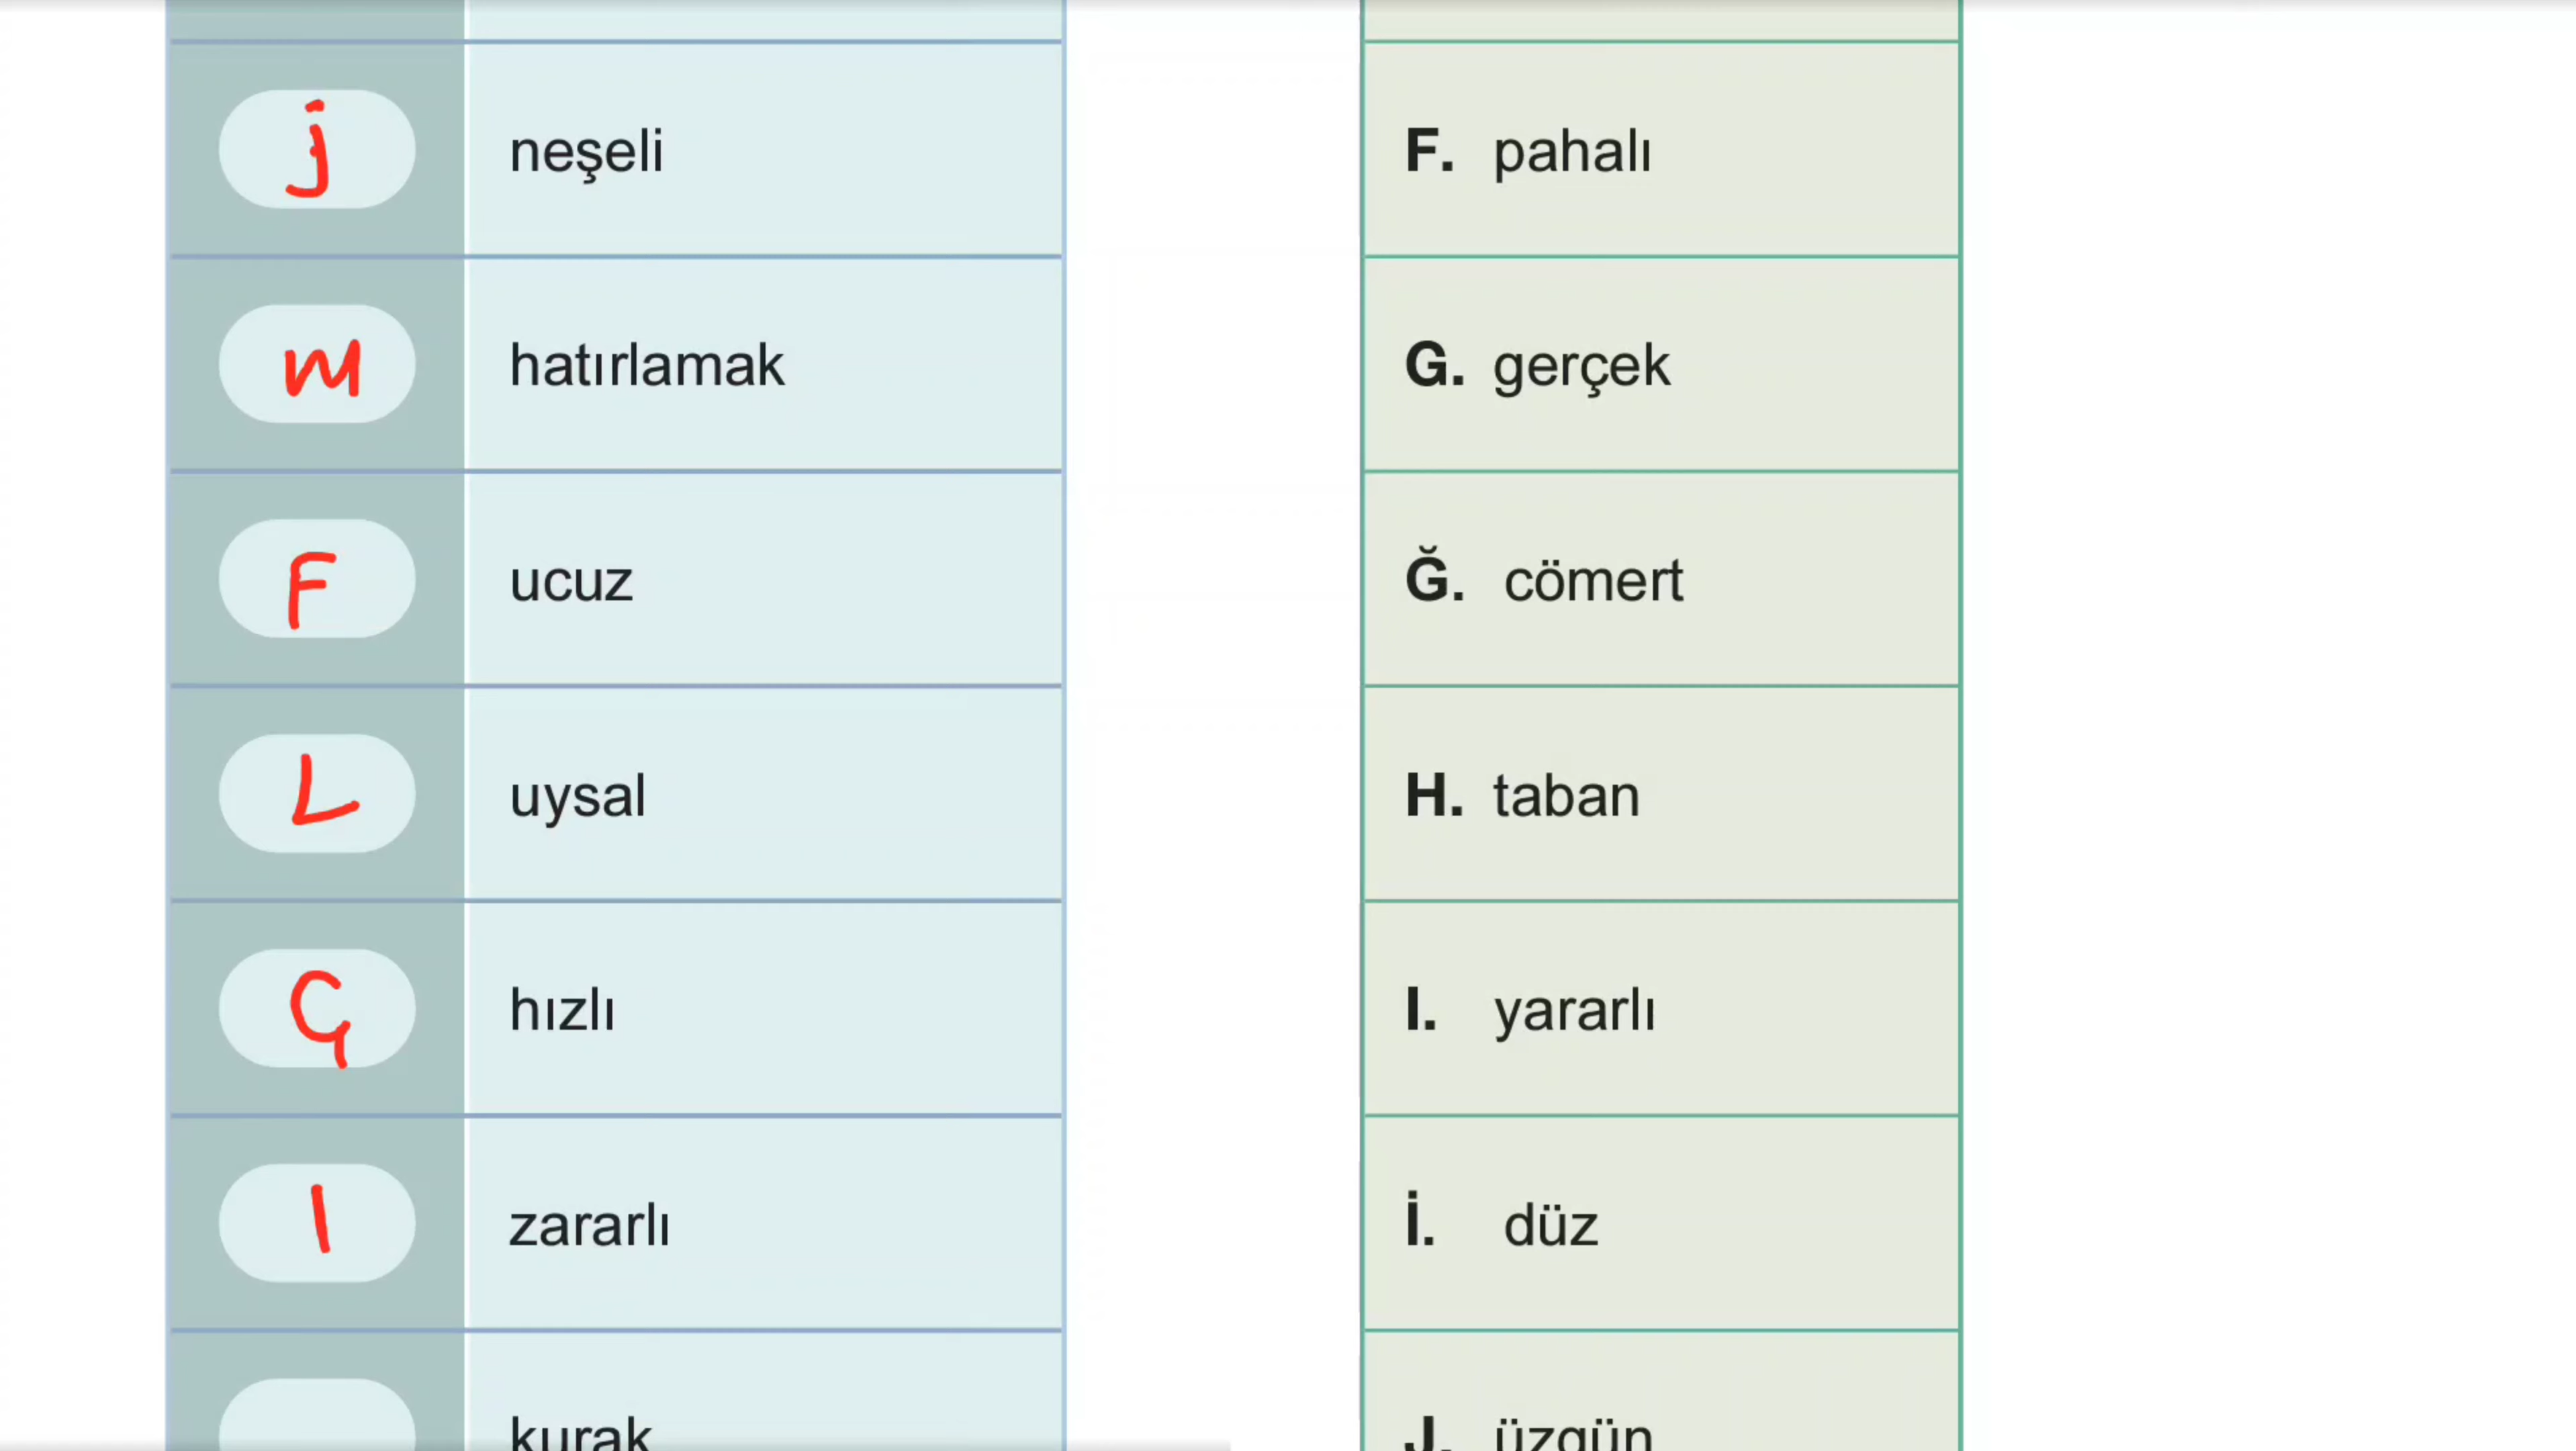 j neşeli
m hatırlamak
F ucuz
L uysal
Ç hızlı
I zararlı
kurak
F. pahalı
G. gerçek
Ğ. cömert
H. taban
I. yararlı
İ. düz
J. üzgün